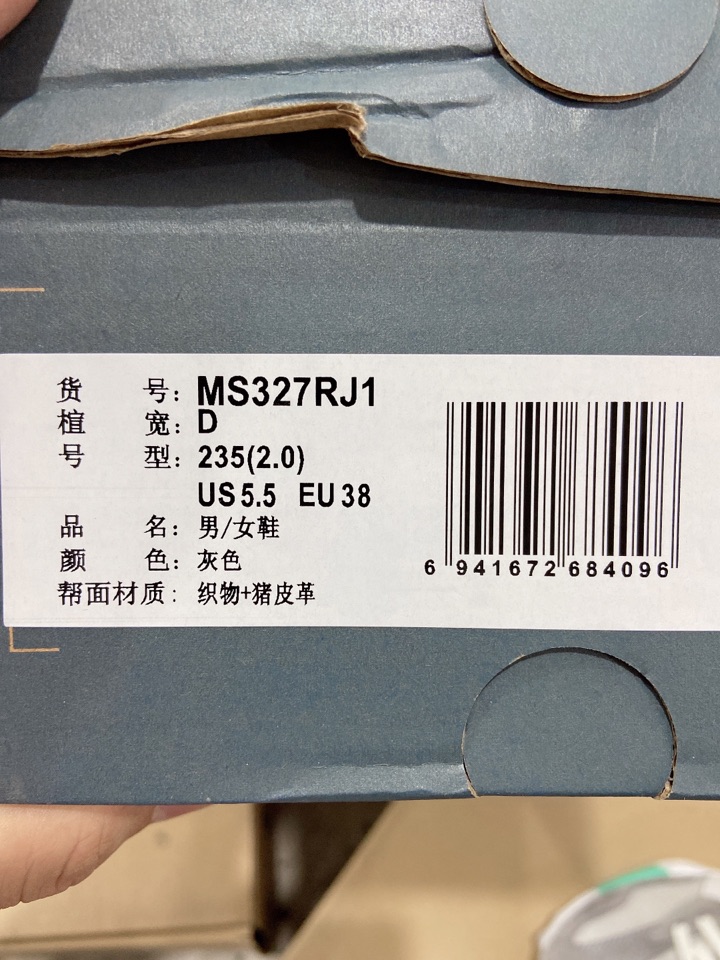 货 号：MS327RJ1
楦 宽：D
号 型：235(2.0)
US 5.5 EU 38
品 名：男/女鞋
颜 色：灰色
帮面材质：织物+猪皮革
6 941672 684096